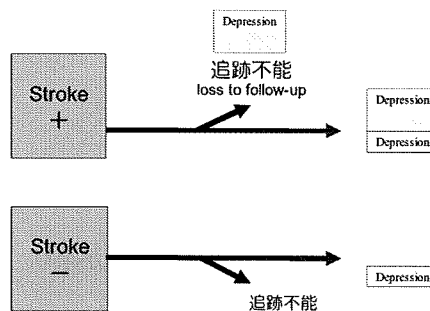 Depression
追跡不能
loss to follow-up
Stroke
+
Depression
Depression
Stroke
−
Depression
追跡不能